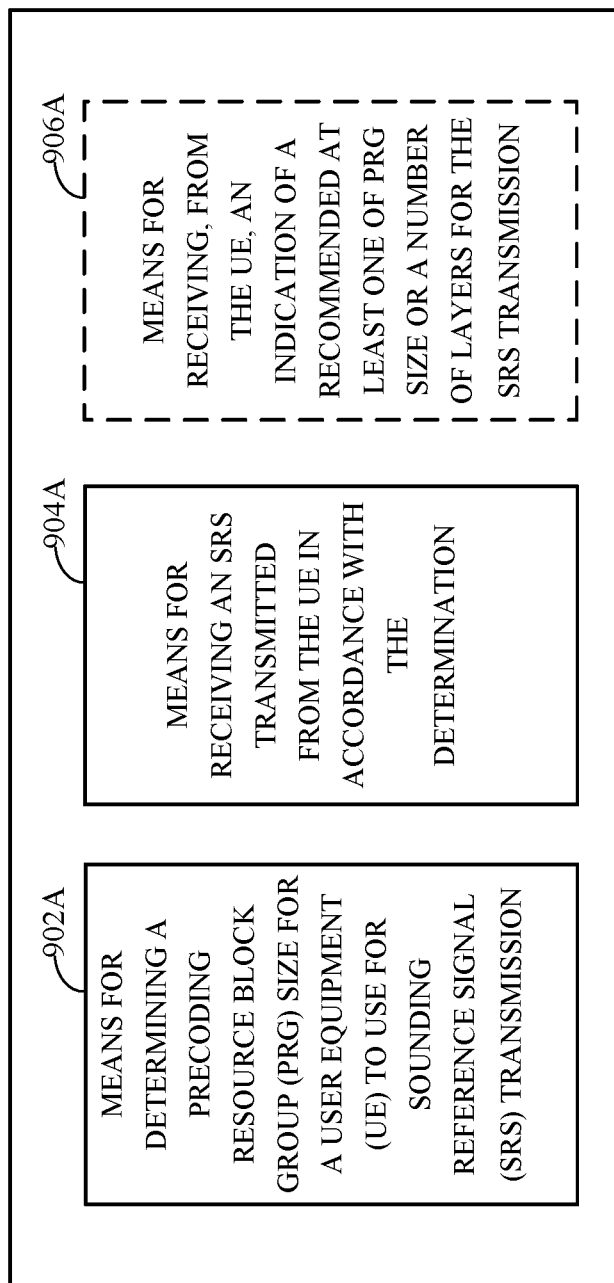 902A
MEANS FOR
DETERMINING A
PRECODING
RESOURCE BLOCK
GROUP (PRG) SIZE FOR
A USER EQUIPMENT
(UE) TO USE FOR
SOUNDING
REFERENCE SIGNAL
(SRS) TRANSMISSION
904A
MEANS FOR
RECEIVING AN SRS
TRANSMITTED
FROM THE UE IN
ACCORDANCE WITH
THE
DETERMINATION
906A
MEANS FOR
RECEIVING, FROM
THE UE, AN
INDICATION OF A
RECOMMENDED AT
LEAST ONE OF PRG
SIZE OR A NUMBER
OF LAYERS FOR THE
SRS TRANSMISSION